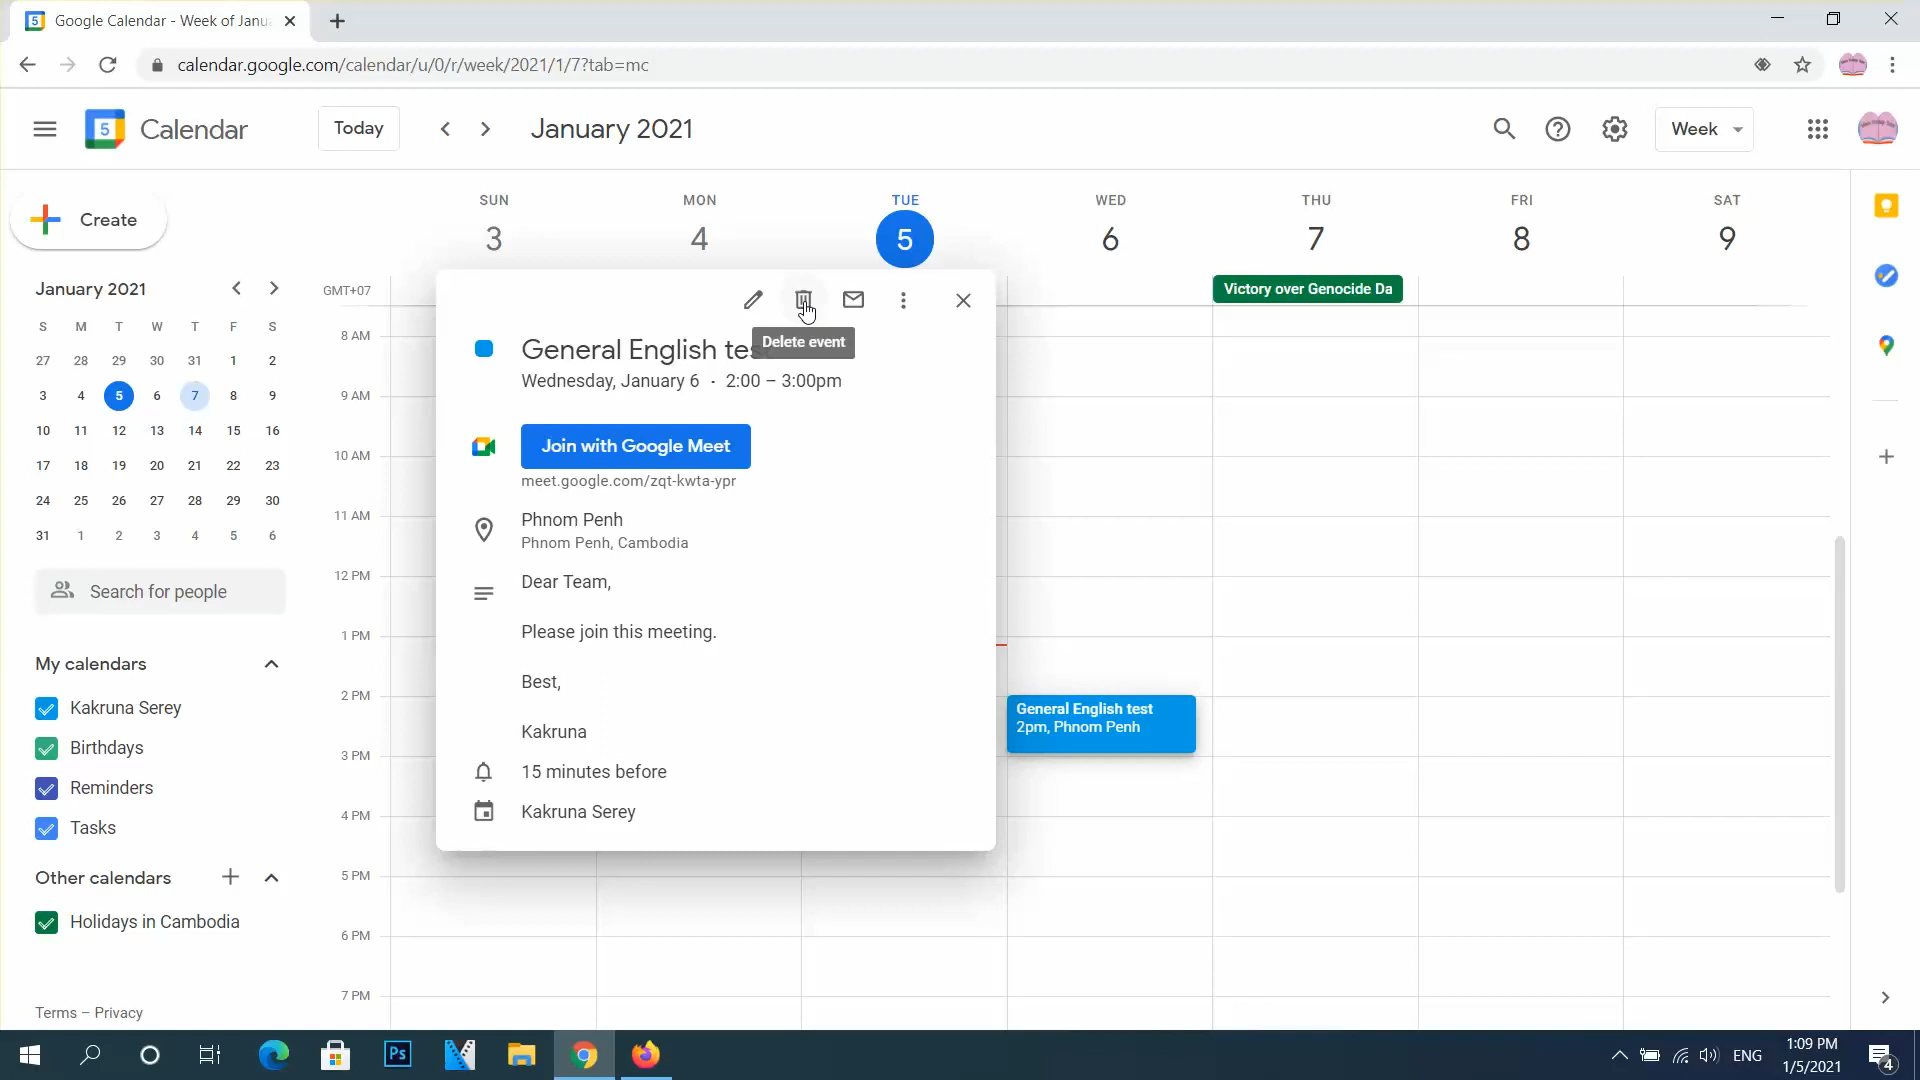 Google Calendar - Week of Janu
calendar.google.com/calendar/u/0/r/week/2021/1/7?tab=mc
5
Calendar
Today
January 2021
Week
Create
SUN
MON
TUE
WED
THU
FRI
SAT
3
4
5
6
7
8
9
January 2021
GMT+07
Victory over Genocide Da
S M T W T F S
27 28 29 30 31 1 2
3 4 5 6 7 8 9
10 11 12 13 14 15 16
17 18 19 20 21 22 23
24 25 26 27 28 29 30
31 1 2 3 4 5 6
Search for people
My calendars
Kakruna Serey
Birthdays
Reminders
Tasks
Other calendars
Holidays in Cambodia
Terms – Privacy
8 AM
9 AM
10 AM
11 AM
12 PM
1 PM
2 PM
3 PM
4 PM
5 PM
6 PM
7 PM
Delete event
General English tes
Wednesday, January 6 · 2:00 – 3:00pm
Join with Google Meet
meet.google.com/zqt-kwta-ypr
Phnom Penh
Phnom Penh, Cambodia
Dear Team,
Please join this meeting.
Best,
Kakruna
15 minutes before
Kakruna Serey
General English test
2pm, Phnom Penh
Ps
ENG
1:09 PM
1/5/2021
4